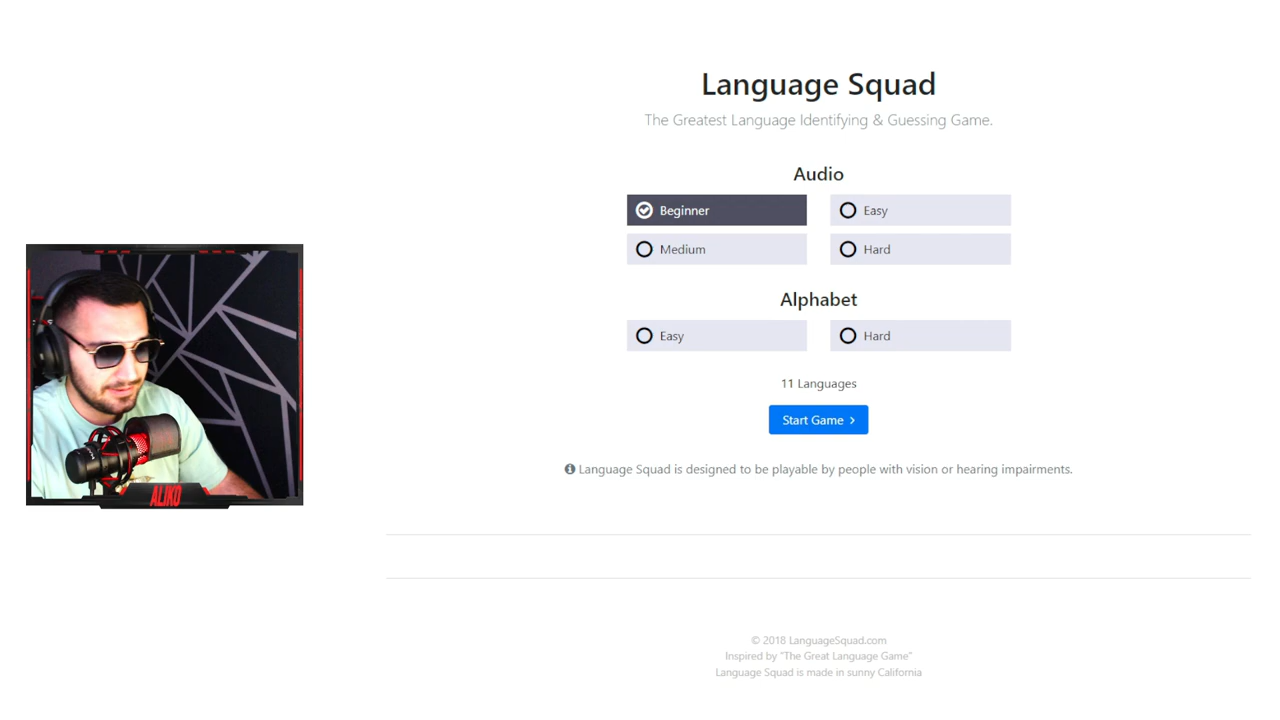 Language Squad
The Greatest Language Identifying & Guessing Game.
Audio
Beginner
Easy
Medium
Hard
Alphabet
Easy
Hard
11 Languages
Start Game
Language Squad is designed to be playable by people with vision or hearing impairments.
ALIKO
© 2018 LanguageSquad.com
Inspired by "The Great Language Game"
Language Squad is made in sunny California